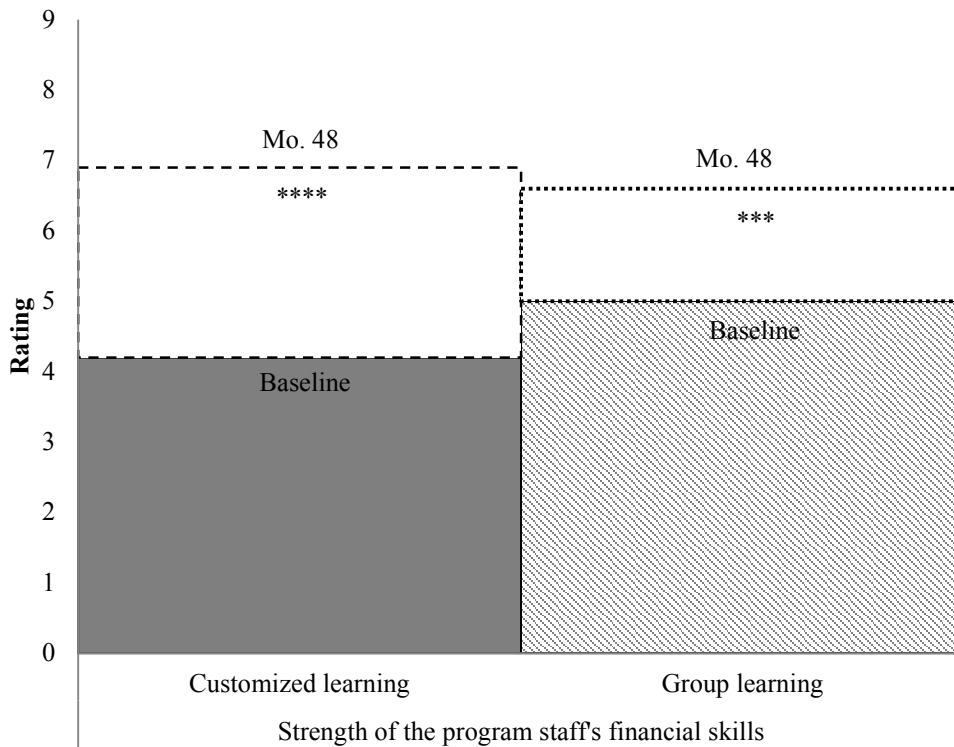 9
8
7
6
5
4
3
2
1
0
Rating
Mo. 48
****
Baseline
Mo. 48
***
Baseline
Customized learning
Group learning
Strength of the program staff's financial skills